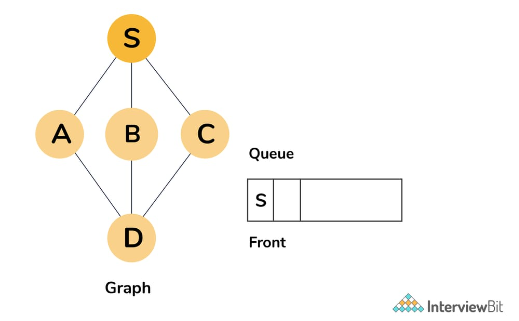 S
A B C
Queue
S
D
Front
Graph
InterviewBit